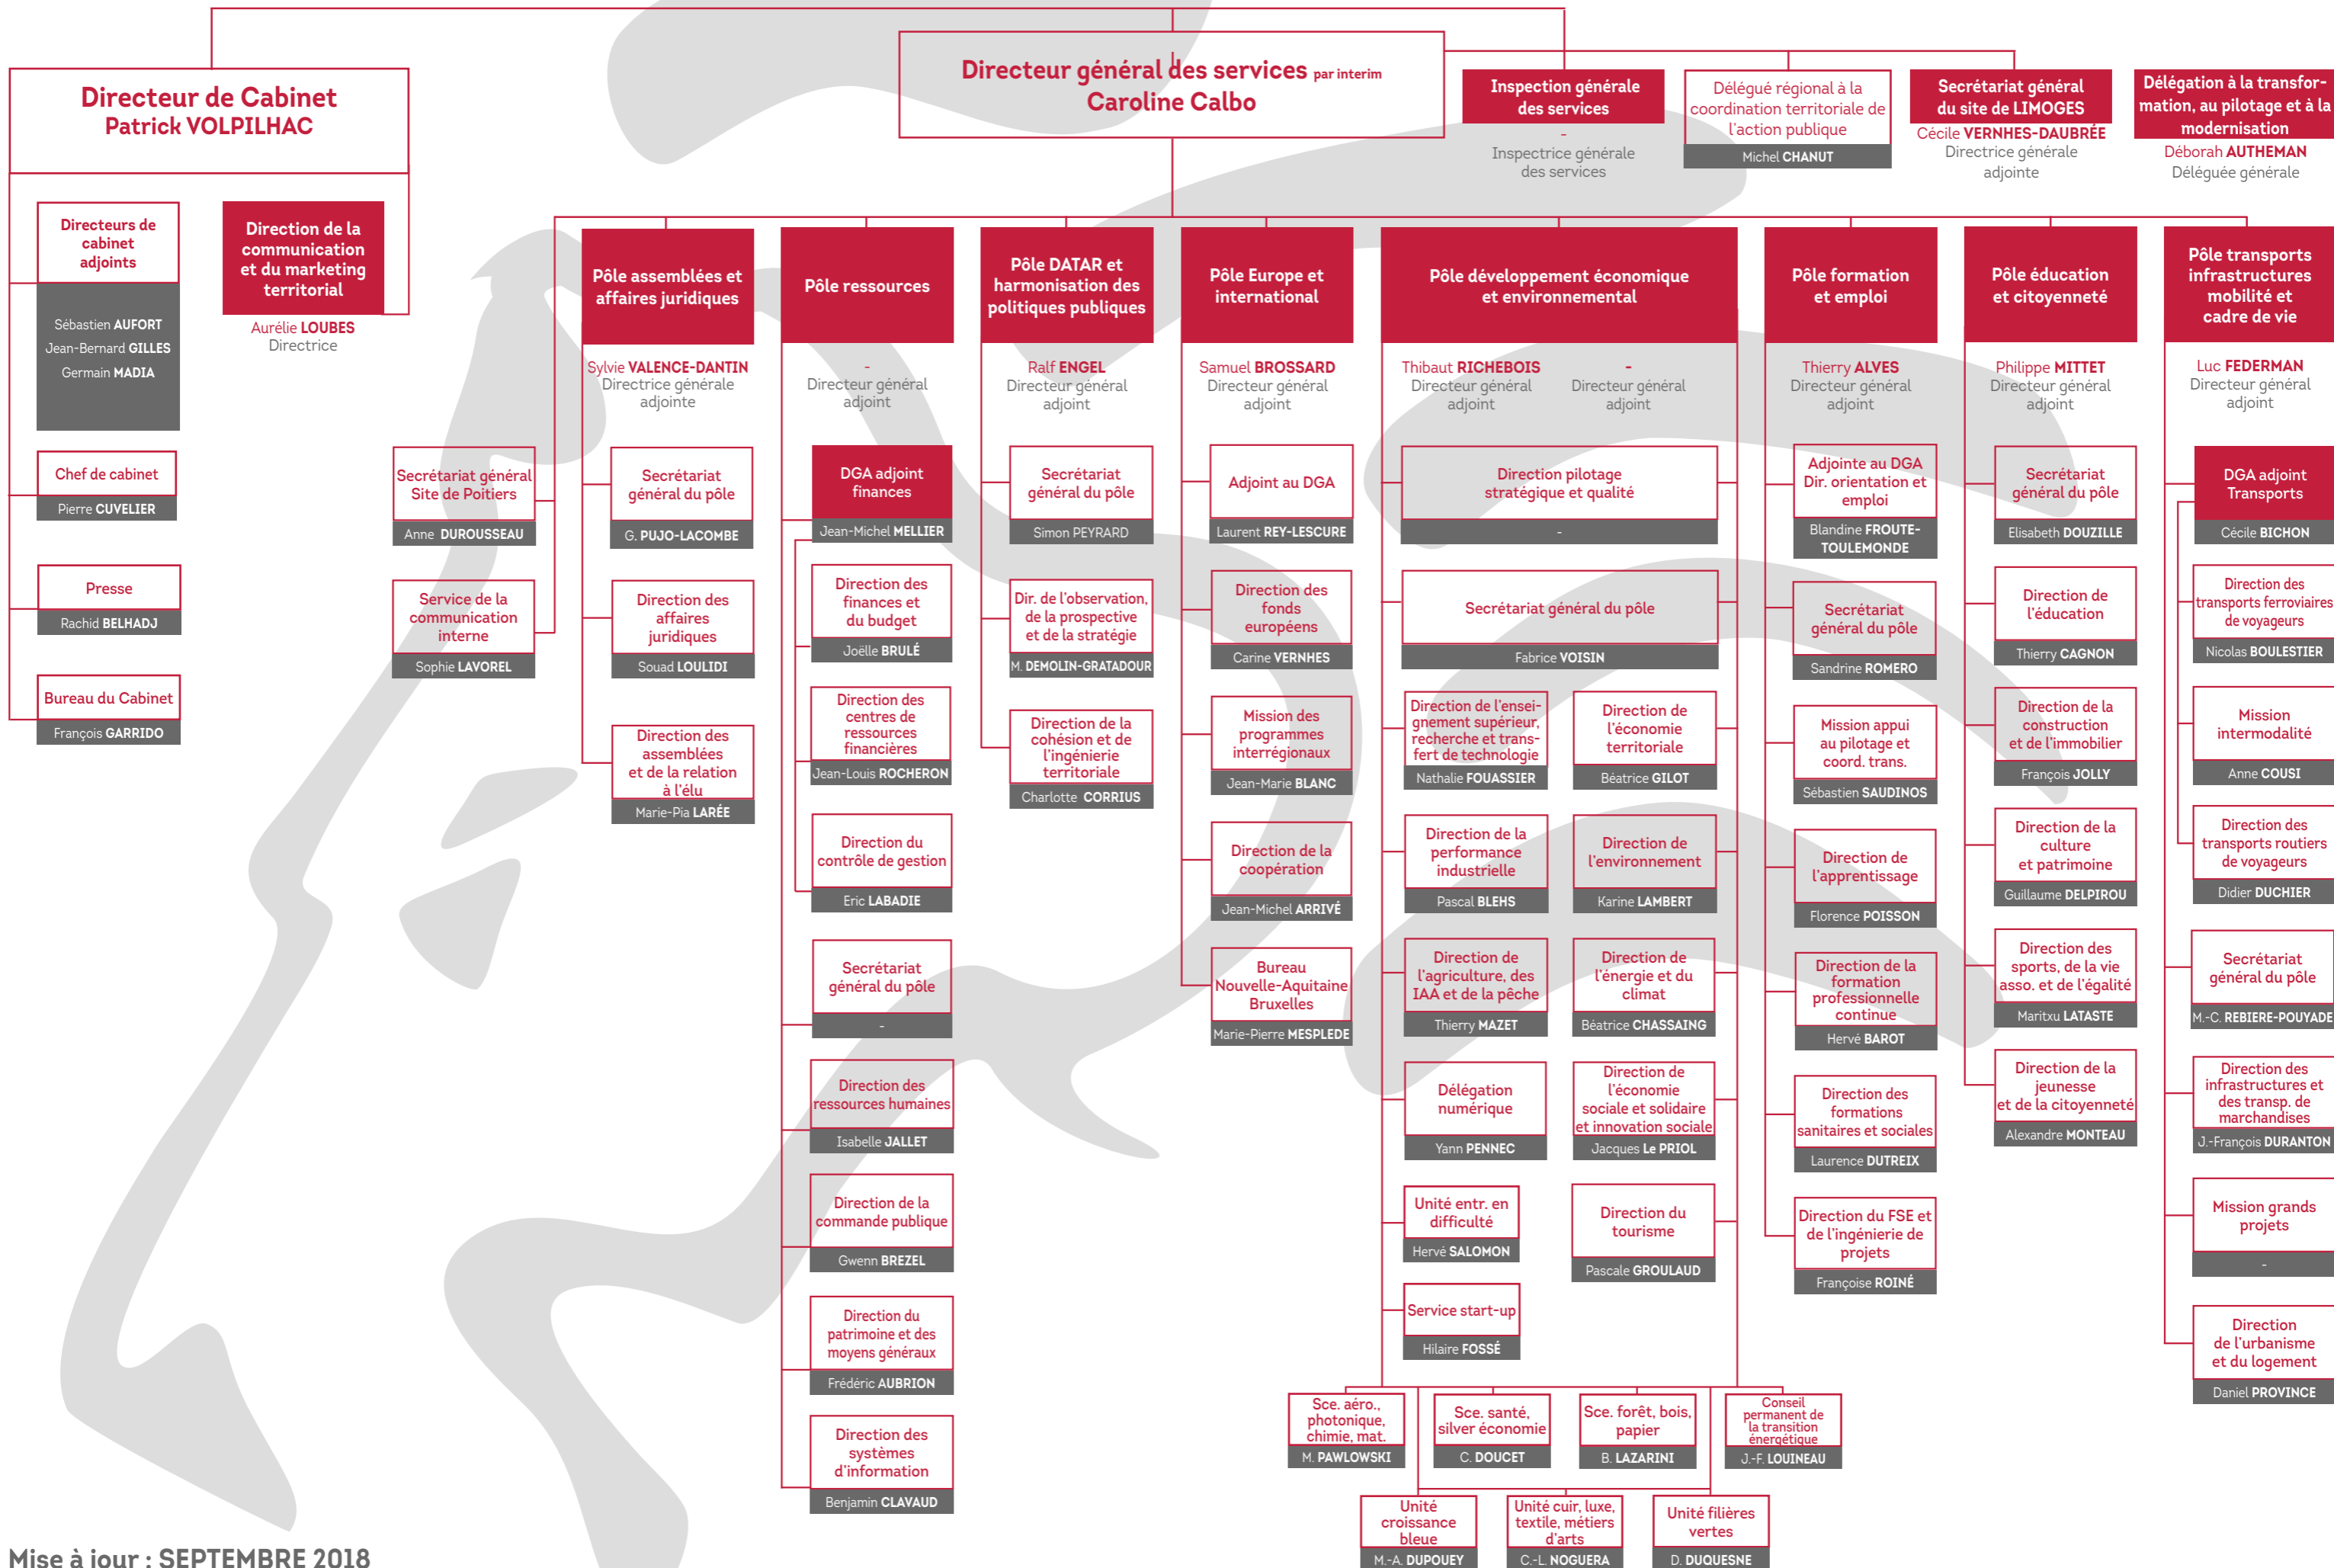 Directeur de Cabinet
Patrick VOLPILHAC
Directeur général des services par interim
Caroline Calbo
Inspection générale
des services
-
Inspectrice générale
des services
Délégué régional à la
coordination territoriale de
l'action publique
Michel CHANUT
Secrétariat général
du site de LIMOGES
Cécile VERNHES-DAUBRÉE
Directrice générale
adjointe
Délégation à la transfor-
mation, au pilotage et à la
modernisation
Déborah AUTHEMAN
Déléguée générale
Directeurs de
cabinet
adjoints
Sébastien AUFORT
Jean-Bernard GILLES
Germain MADIA
Direction de la
communication
et du marketing
territorial
Aurélie LOUBES
Directrice
Chef de cabinet
Pierre CUVELIER
Presse
Rachid BELHADJ
Bureau du Cabinet
François GARRIDO
Secrétariat général
Site de Poitiers
Anne DUROUSSEAU
Service de la
communication
interne
Sophie LAVOREL
Pôle assemblées et
affaires juridiques
Sylvie VALENCE-DANTIN
Directrice générale
adjointe
Secrétariat
général du pôle
G. PUJO-LACOMBE
Direction des
affaires
juridiques
Souad LOULIDI
Direction des
assemblées
et de la relation
à l'élu
Marie-Pia LARÉE
Pôle ressources
-
Directeur général
adjoint
DGA adjoint
finances
Jean-Michel MELLIER
Direction des
finances et
du budget
Joëlle BRULÉ
Direction des
centres de
ressources
financières
Jean-Louis ROCHERON
Direction du
contrôle de gestion
Eric LABADIE
Secrétariat
général du pôle
-
Direction des
ressources humaines
Isabelle JALLET
Direction de la
commande publique
Gwenn BREZEL
Direction du
patrimoine et des
moyens généraux
Frédéric AUBRION
Direction des
systèmes
d'information
Benjamin CLAVAUD
Pôle DATAR et
harmonisation des
politiques publiques
Ralf ENGEL
Directeur général
adjoint
Secrétariat
général du pôle
Simon PEYRARD
Dir. de l'observation,
de la prospective
et de la stratégie
M. DEMOLIN-GRATADOUR
Direction de la
cohésion et de
l'ingénierie
territoriale
Charlotte CORRIUS
Pôle Europe et
international
Samuel BROSSARD
Directeur général
adjoint
Adjoint au DGA
Laurent REY-LESCURE
Direction des
fonds
européens
Carine VERNHES
Mission des
programmes
interrégionaux
Jean-Marie BLANC
Direction de la
coopération
Jean-Michel ARRIVÉ
Bureau
Nouvelle-Aquitaine
Bruxelles
Marie-Pierre MESPLEDE
Pôle développement économique
et environnemental
Thibaut RICHEBOIS
Directeur général
adjoint
-
Directeur général
adjoint
Direction pilotage
stratégique et qualité
-
Secrétariat général du pôle
Fabrice VOISIN
Direction de l'ensei-
gnement supérieur,
recherche et trans-
fert de technologie
Nathalie FOUASSIER
Direction de
l'économie
territoriale
Béatrice GILOT
Direction de la
performance
industrielle
Pascal BLEHS
Direction de
l'environnement
Karine LAMBERT
Direction de
l'agriculture, des
IAA et de la pêche
Thierry MAZET
Direction de
l'énergie et du
climat
Béatrice CHASSAING
Délégation
numérique
Yann PENNEC
Direction de
l'économie
sociale et solidaire
et innovation sociale
Jacques Le PRIOL
Unité entr. en
difficulté
Hervé SALOMON
Direction du
tourisme
Pascale GROULAUD
Service start-up
Hilaire FOSSÉ
Sce. aéro.,
photonique,
chimie, mat.
M. PAWLOWSKI
Sce. santé,
silver économie
C. DOUCET
Sce. forêt, bois,
papier
B. LAZARINI
Conseil
permanent de
la transition
énergétique
J.-F. LOUINEAU
Unité
croissance
bleue
M.-A. DUPOUEY
Unité cuir, luxe,
textile, métiers
d'arts
C.-L. NOGUERA
Unité filières
vertes
D. DUQUESNE
Pôle formation
et emploi
Thierry ALVES
Directeur général
adjoint
Adjointe au DGA
Dir. orientation et
emploi
Blandine FROUTE-
TOULEMONDE
Secrétariat
général du pôle
Sandrine ROMERO
Mission appui
au pilotage et
coord. trans.
Sébastien SAUDINOS
Direction de
l'apprentissage
Florence POISSON
Direction de la
formation
professionnelle
continue
Hervé BAROT
Direction des
formations
sanitaires et sociales
Laurence DUTREIX
Direction du FSE et
de l'ingénierie de
projets
Françoise ROINÉ
Pôle éducation
et citoyenneté
Philippe MITTET
Directeur général
adjoint
Secrétariat
général du pôle
Elisabeth DOUZILLE
Direction de
l'éducation
Thierry CAGNON
Direction de la
construction
et de l'immobilier
François JOLLY
Direction de la
culture
et patrimoine
Guillaume DELPIROU
Direction des
sports, de la vie
asso. et de l'égalité
Maritxu LATASTE
Direction de la
jeunesse
et de la citoyenneté
Alexandre MONTEAU
Pôle transports
infrastructures
mobilité et
cadre de vie
Luc FEDERMAN
Directeur général
adjoint
DGA adjoint
Transports
Cécile BICHON
Direction des
transports ferroviaires
de voyageurs
Nicolas BOULESTIER
Mission
intermodalité
Anne COUSI
Direction des
transports routiers
de voyageurs
Didier DUCHIER
Secrétariat
général du pôle
M.-C. REBIERE-POUYADE
Direction des
infrastructures et
des transp. de
marchandises
J.-François DURANTON
Mission grands
projets
-
Direction
de l'urbanisme
et du logement
Daniel PROVINCE
Mise à jour : SEPTEMBRE 2018